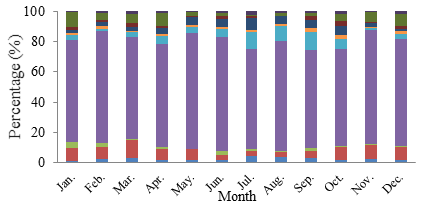 Percentage (%)
100
80
60
40
20
0
Jan.
Feb.
Mar.
Apr.
May.
Jun.
Jul.
Aug.
Sep.
Oct.
Nov.
Dec.
Month